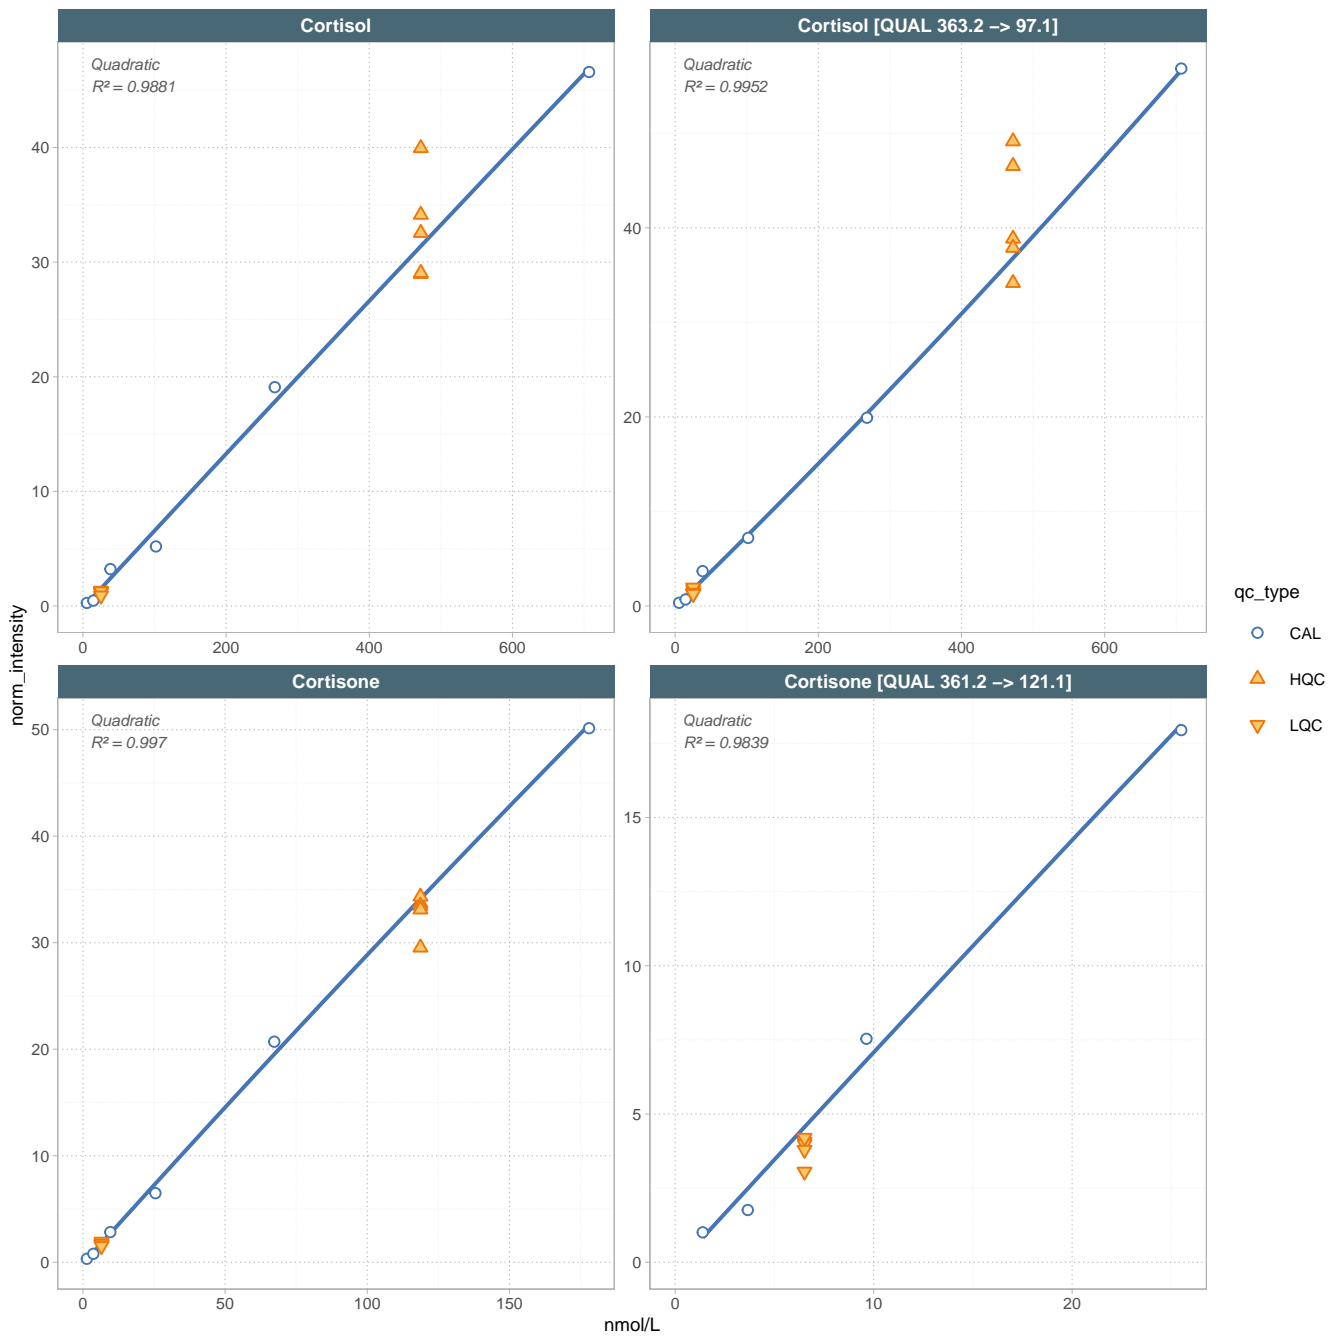 Cortisol
Quadratic
R² = 0.9881
40
30
20
10
0
0 200 400 600
Cortisol [QUAL 363.2 −> 97.1]
Quadratic
R² = 0.9952
40
20
0
0 200 400 600
Cortisone
Quadratic
R² = 0.997
50
40
30
20
10
0
0 50 100 150
Cortisone [QUAL 361.2 −> 121.1]
Quadratic
R² = 0.9839
15
10
5
0
0 10 20
norm_intensity
nmol/L
qc_type
CAL
HQC
LQC